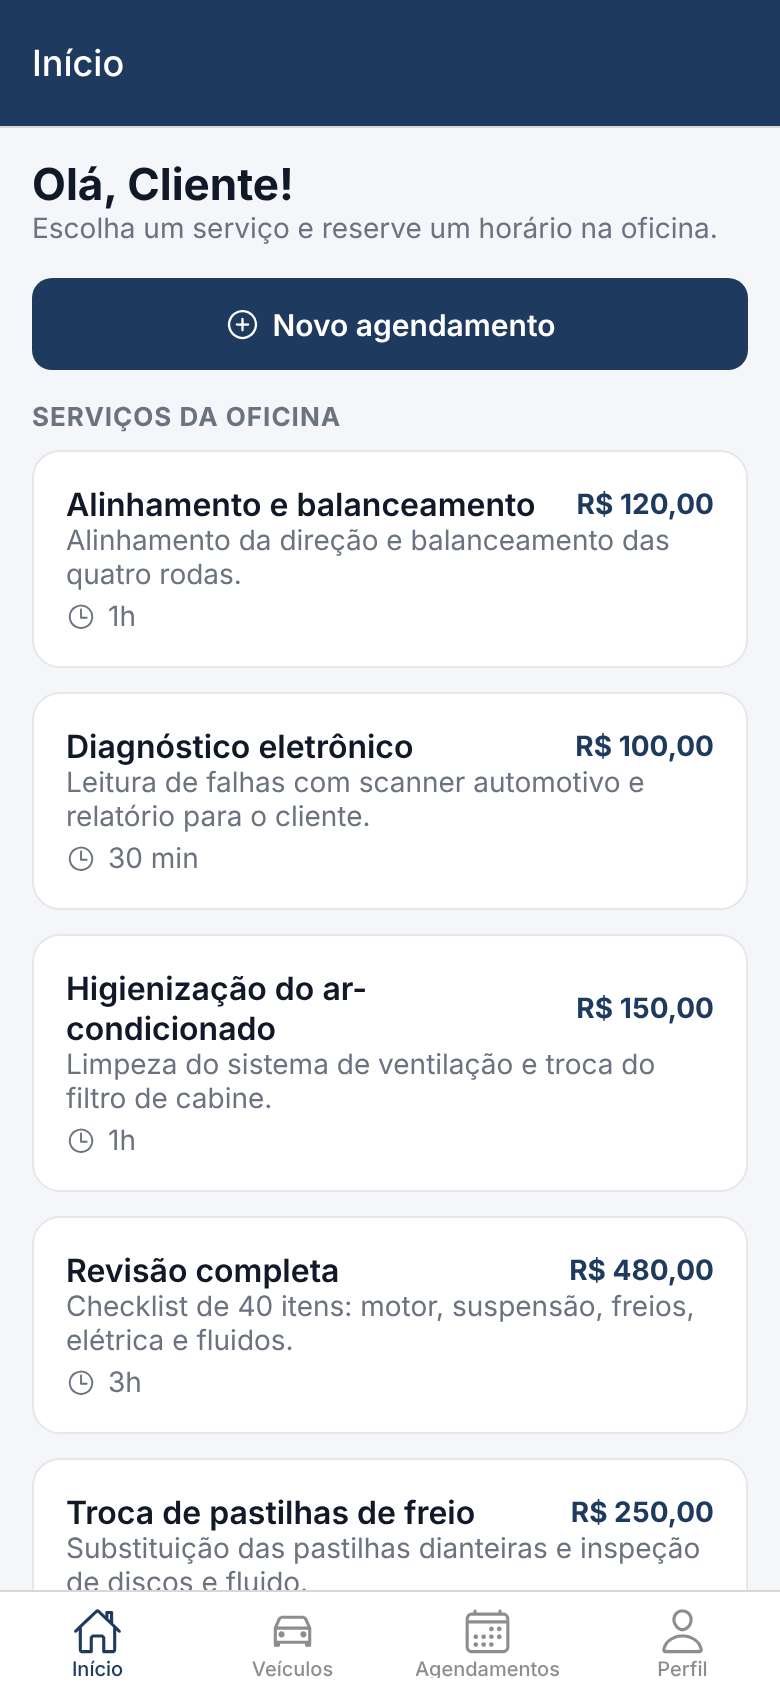 Início
Olá, Cliente!
Escolha um serviço e reserve um horário na oficina.
Novo agendamento
SERVIÇOS DA OFICINA
Alinhamento e balanceamento R$ 120,00
Alinhamento da direção e balanceamento das
quatro rodas.
1h
Diagnóstico eletrônico R$ 100,00
Leitura de falhas com scanner automotivo e
relatório para o cliente.
30 min
Higienização do ar-
condicionado
R$ 150,00
Limpeza do sistema de ventilação e troca do
filtro de cabine.
1h
Revisão completa R$ 480,00
Checklist de 40 itens: motor, suspensão, freios,
elétrica e fluidos.
3h
Troca de pastilhas de freio R$ 250,00
Substituição das pastilhas dianteiras e inspeção
de discos e fluido.
Início Veículos Agendamentos Perfil